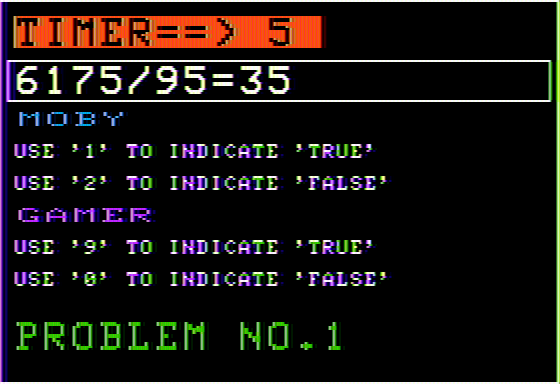 TIMER==> 5
6175/95=35
MOBY
USE '1' TO INDICATE 'TRUE'
USE '2' TO INDICATE 'FALSE'
GAMER
USE '9' TO INDICATE 'TRUE'
USE '0' TO INDICATE 'FALSE'
PROBLEM NO.1